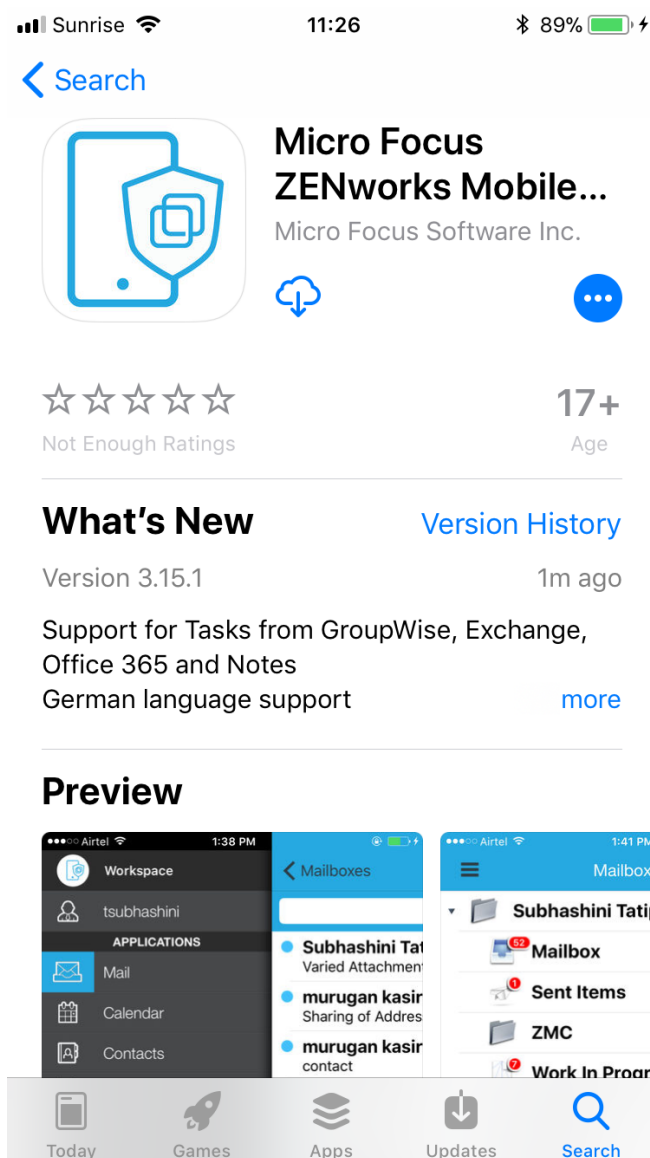 Sunrise 11:26 89%
Search
Micro Focus
ZENworks Mobile...
Micro Focus Software Inc.
17+
Not Enough Ratings Age
What's New Version History
Version 3.15.1 1m ago
Support for Tasks from GroupWise, Exchange,
Office 365 and Notes
German language support more
Preview
Airtel 1:38 PM
Workspace
tsubhashini
APPLICATIONS
Mail
Calendar
Contacts
Mailboxes
Subhashini Tat
Varied Attachment
murugan kasir
Sharing of Addres
murugan kasir
contact
Airtel 1:41 PM
Mailbox
Subhashini Tati
52 Mailbox
1 Sent Items
ZMC
7 Work In Progr
Today Games Apps Updates Search